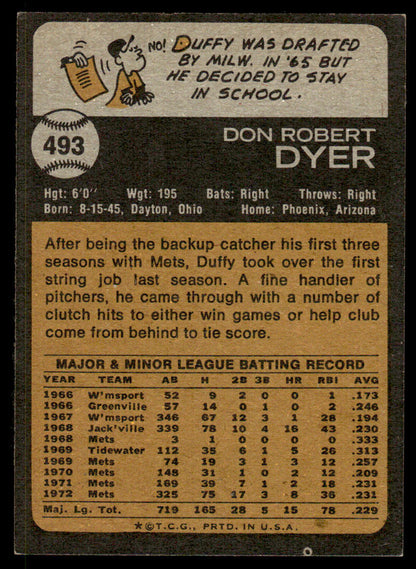 NO!
DUFFY WAS DRAFTED
BY MILW. IN '65 BUT
HE DECIDED TO STAY
IN SCHOOL.
493
DON ROBERT
DYER
Hgt: 6'0" Wgt: 195 Bats: Right Throws: Right
Born: 8-15-45, Dayton, Ohio Home: Phoenix, Arizona
After being the backup catcher his first three
seasons with Mets, Duffy took over the first
string job last season. A fine handler of
pitchers, he came through with a number of
clutch hits to either win games or help club
come from behind to tie score.
MAJOR & MINOR LEAGUE BATTING RECORD
YEAR TEAM AB H 2B 3B HR RBI AVG
1966 W'msport 52 9 2 0 0 1 .173
1966 Greenville 57 14 0 1 0 2 .246
1967 W'msport 346 67 12 3 1 28 .194
1968 Jack'ville 339 78 10 4 16 43 .230
1968 Mets 3 1 0 0 0 0 .333
1969 Tidewater 112 35 6 1 5 26 .313
1969 Mets 74 19 3 1 3 12 .257
1970 Mets 148 31 1 0 2 12 .209
1971 Mets 169 39 7 1 2 18 .231
1972 Mets 325 75 17 3 8 36 .231
Maj. Lg. Tot. 719 165 28 5 15 78 .229
*©T.C.G., PRTD. IN U.S.A.